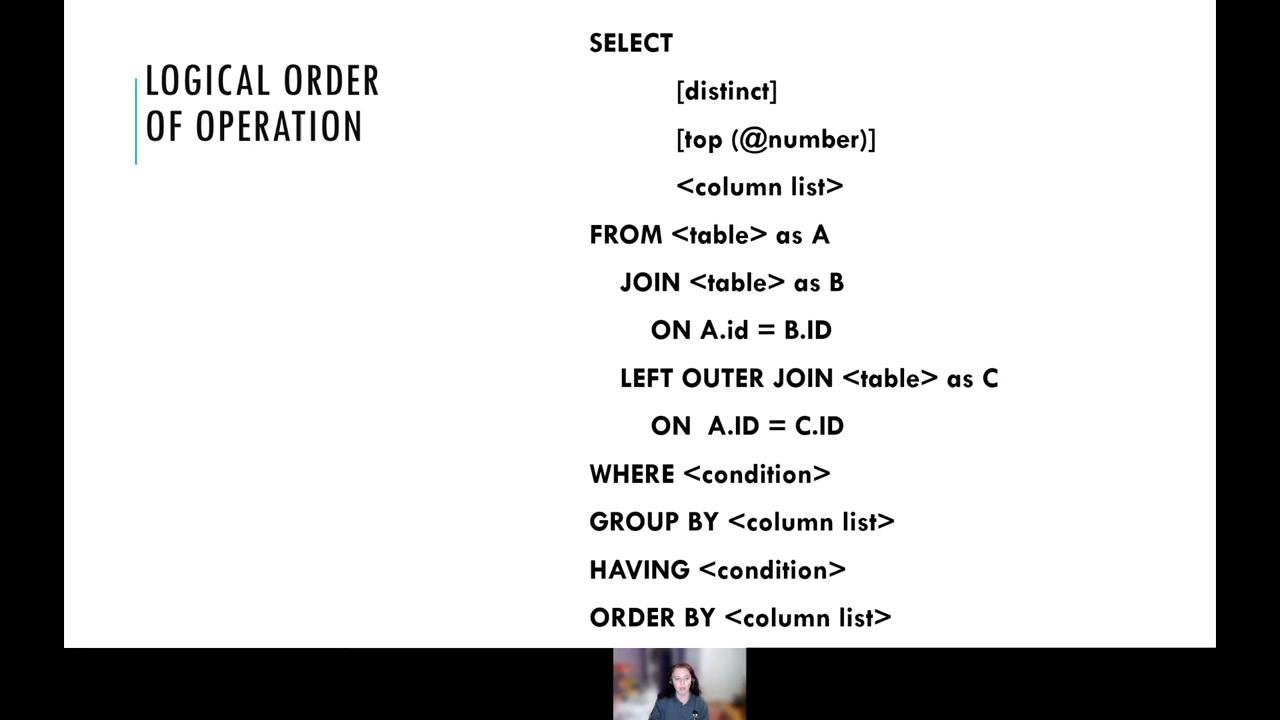 LOGICAL ORDER
OF OPERATION
SELECT
[distinct]
[top (@number)]
<column list>
FROM <table> as A
JOIN <table> as B
ON A.id = B.ID
LEFT OUTER JOIN <table> as C
ON  A.ID = C.ID
WHERE <condition>
GROUP BY <column list>
HAVING <condition>
ORDER BY <column list>